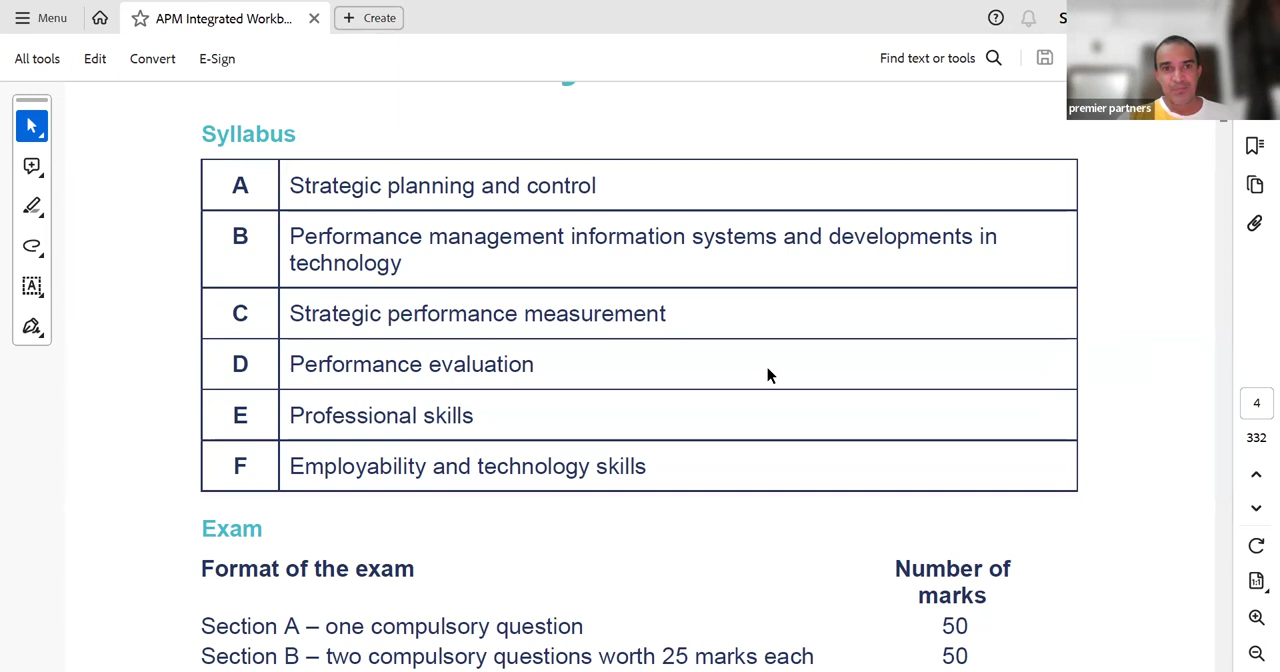 Menu
APM Integrated Workb...
Create
S
All tools
Edit
Convert
E-Sign
Find text or tools
premier partners
Syllabus
A Strategic planning and control
B Performance management information systems and developments in
technology
C Strategic performance measurement
D Performance evaluation
E Professional skills
F Employability and technology skills
4
332
Exam
Format of the exam Number of
marks
Section A – one compulsory question 50
Section B – two compulsory questions worth 25 marks each 50